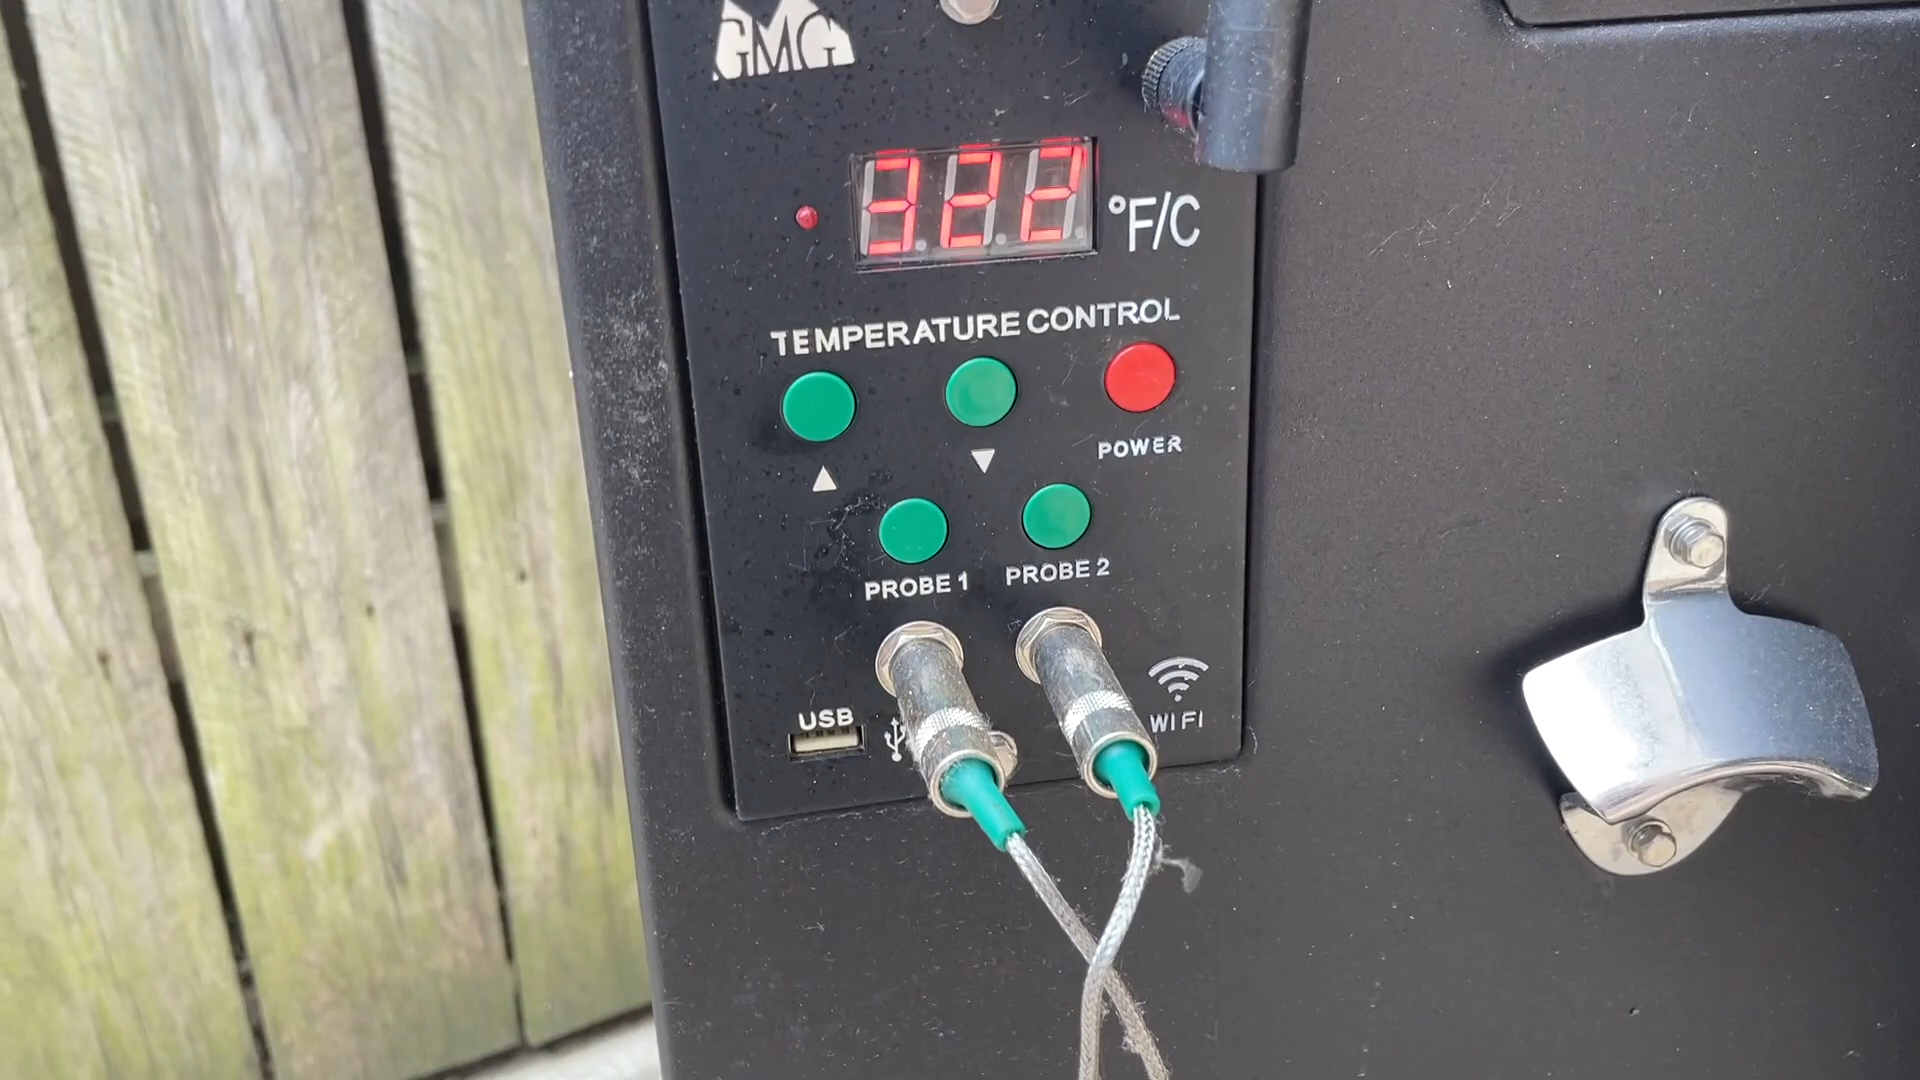 GMG
322
°F/C
TEMPERATURE CONTROL
POWER
PROBE 1
PROBE 2
USB
WIFI